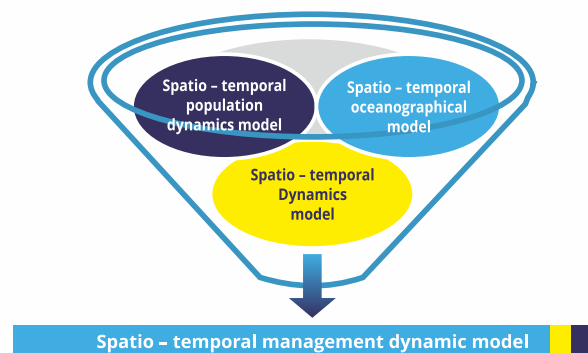 Spatio – temporal
population
dynamics model
Spatio – temporal
oceanographical
model
Spatio – temporal
Dynamics
model
Spatio – temporal management dynamic model